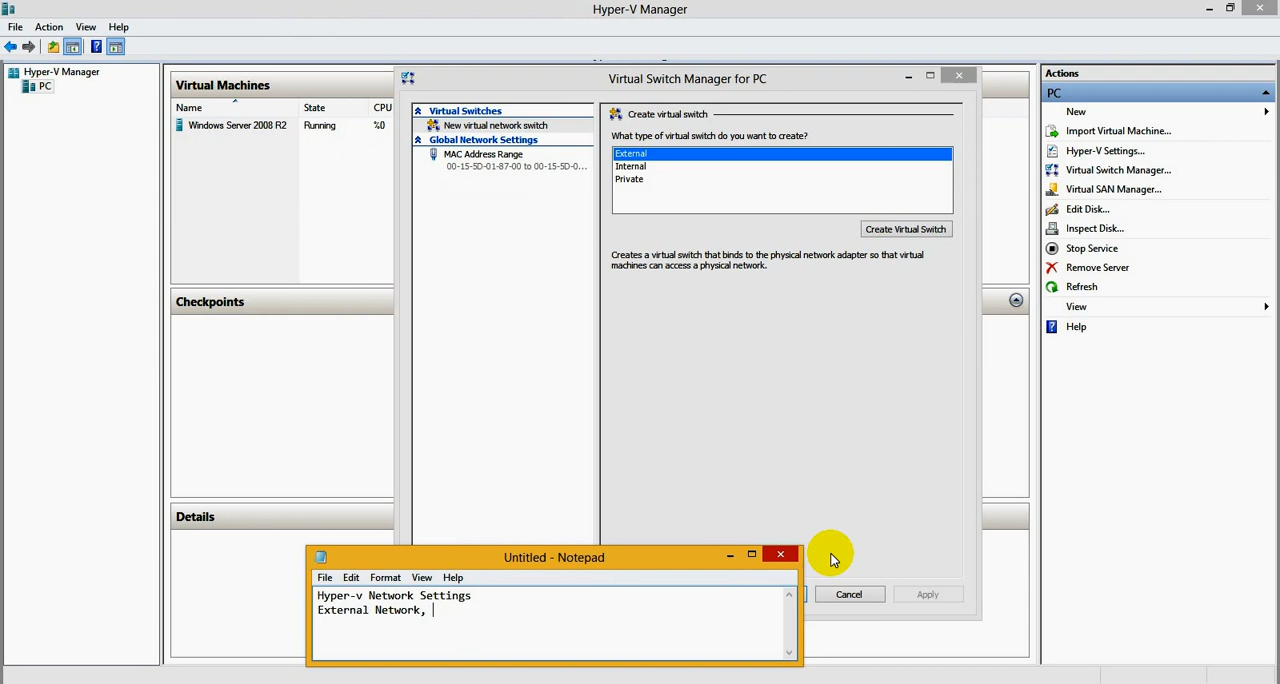 Hyper-V Manager
File Action View Help
Hyper-V Manager
PC
Virtual Machines
Name State CPU
Windows Server 2008 R2 Running %0
Checkpoints
Details
Virtual Switch Manager for PC
Virtual Switches
New virtual network switch
Global Network Settings
MAC Address Range
00-15-5D-01-87-00 to 00-15-5D-0...
Create virtual switch
What type of virtual switch do you want to create?
External
Internal
Private
Create Virtual Switch
Creates a virtual switch that binds to the physical network adapter so that virtual
machines can access a physical network.
Cancel Apply
Untitled - Notepad
File Edit Format View Help
Hyper-v Network Settings
External Network,
Actions
PC
New
Import Virtual Machine...
Hyper-V Settings...
Virtual Switch Manager...
Virtual SAN Manager...
Edit Disk...
Inspect Disk...
Stop Service
Remove Server
Refresh
View
Help